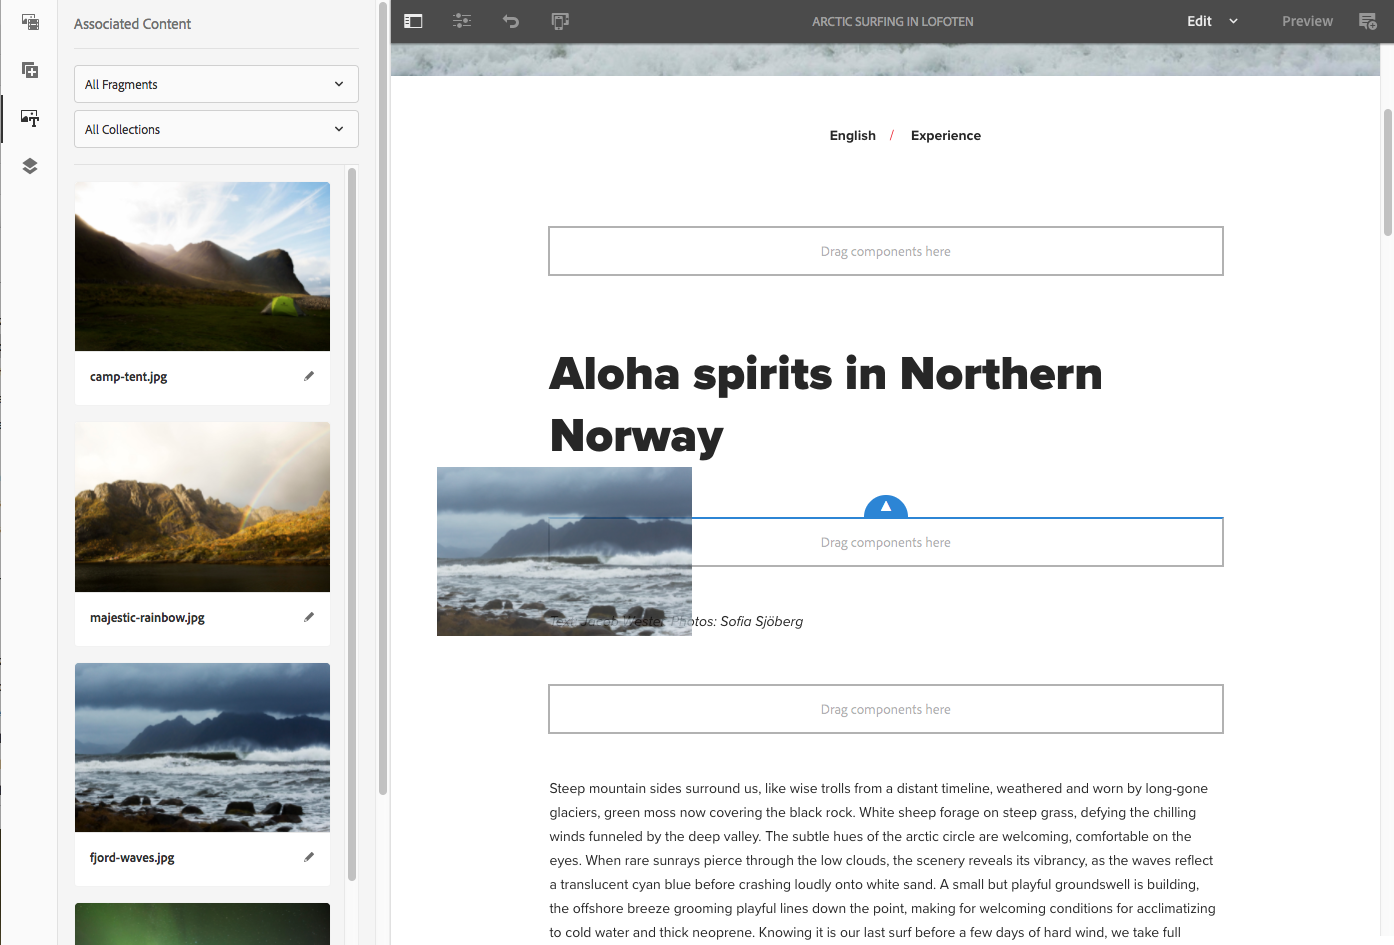 Associated Content
All Fragments
All Collections
camp-tent.jpg
majestic-rainbow.jpg
fjord-waves.jpg
ARCTIC SURFING IN LOFOTEN
Edit
Preview
English / Experience
Drag components here
Aloha spirits in Northern
Norway
Drag components here
Text: Jacob Wester Photos: Sofia Sjöberg
Drag components here
Steep mountain sides surround us, like wise trolls from a distant timeline, weathered and worn by long-gone
glaciers, green moss now covering the black rock. White sheep forage on steep grass, defying the chilling
winds funneled by the deep valley. The subtle hues of the arctic circle are welcoming, comfortable on the
eyes. When rare sunrays pierce through the low clouds, the scenery reveals its vibrancy, as the waves reflect
a translucent cyan blue before crashing loudly onto white sand. A small but playful groundswell is building,
the offshore breeze grooming playful lines down the point, making for welcoming conditions for acclimatizing
to cold water and thick neoprene. Knowing it is our last surf before a few days of hard wind, we take full